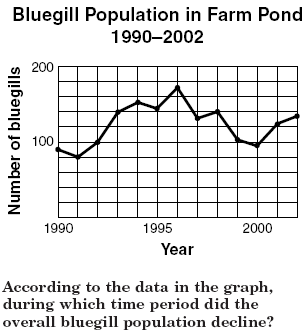 Bluegill Population in Farm Pond
1990–2002
200
100
Number of bluegills
1990
1995
2000
Year
According to the data in the graph,
during which time period did the
overall bluegill population decline?